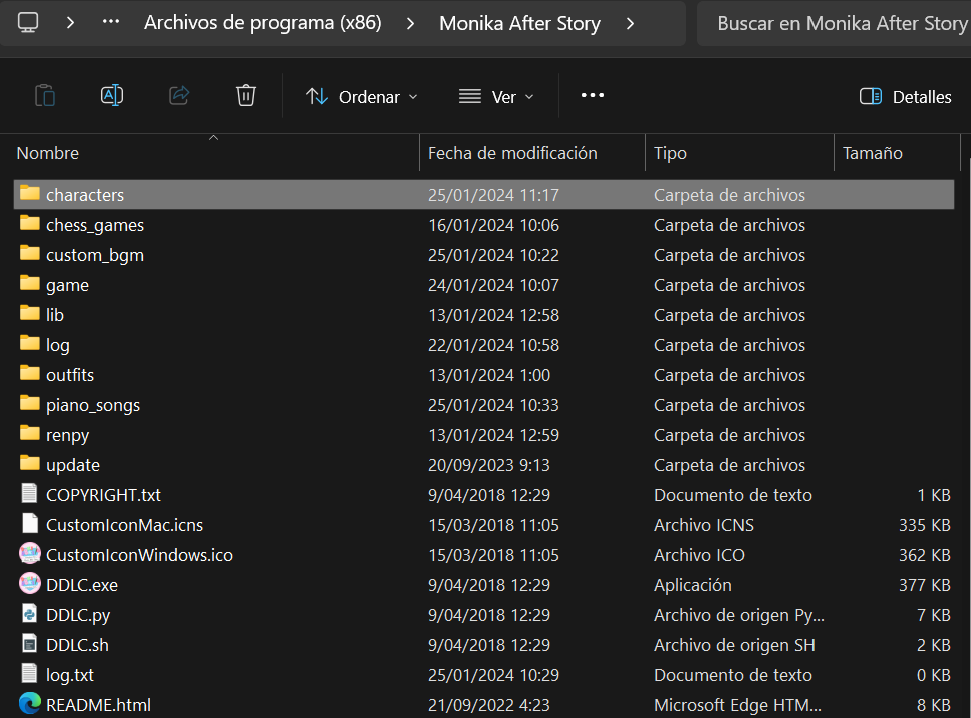 Archivos de programa (x86) > Monika After Story > Buscar en Monika After Story
Ordenar Ver ••• Detalles
Nombre Fecha de modificación Tipo Tamaño
characters 25/01/2024 11:17 Carpeta de archivos
chess_games 16/01/2024 10:06 Carpeta de archivos
custom_bgm 25/01/2024 10:22 Carpeta de archivos
game 24/01/2024 10:07 Carpeta de archivos
lib 13/01/2024 12:58 Carpeta de archivos
log 22/01/2024 10:58 Carpeta de archivos
outfits 13/01/2024 1:00 Carpeta de archivos
piano_songs 25/01/2024 10:33 Carpeta de archivos
renpy 13/01/2024 12:59 Carpeta de archivos
update 20/09/2023 9:13 Carpeta de archivos
COPYRIGHT.txt 9/04/2018 12:29 Documento de texto 1 KB
CustomIconMac.icns 15/03/2018 11:05 Archivo ICNS 335 KB
CustomIconWindows.ico 15/03/2018 11:05 Archivo ICO 362 KB
DDLC.exe 9/04/2018 12:29 Aplicación 377 KB
DDLC.py 9/04/2018 12:29 Archivo de origen Py... 7 KB
DDLC.sh 9/04/2018 12:29 Archivo de origen SH 2 KB
log.txt 25/01/2024 10:29 Documento de texto 0 KB
README.html 21/09/2022 4:23 Microsoft Edge HTM... 8 KB